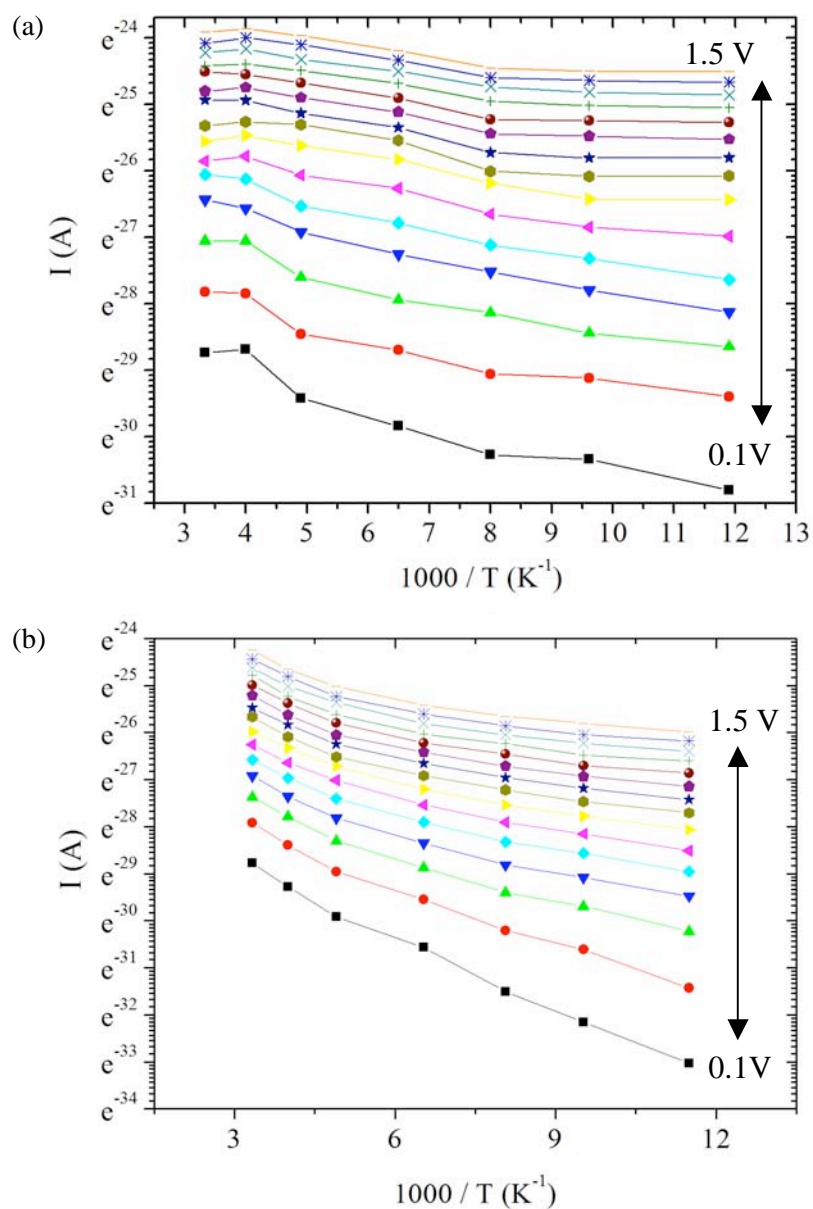 (a)
e⁻²⁴
e⁻²⁵
e⁻²⁶
e⁻²⁷
e⁻²⁸
e⁻²⁹
e⁻³⁰
e⁻³¹
I (A)
1.5 V
0.1V
3 4 5 6 7 8 9 10 11 12 13
1000 / T (K⁻¹)
(b)
e⁻²⁴
e⁻²⁵
e⁻²⁶
e⁻²⁷
e⁻²⁸
e⁻²⁹
e⁻³⁰
e⁻³¹
e⁻³²
e⁻³³
e⁻³⁴
I (A)
1.5 V
0.1V
3 6 9 12
1000 / T (K⁻¹)